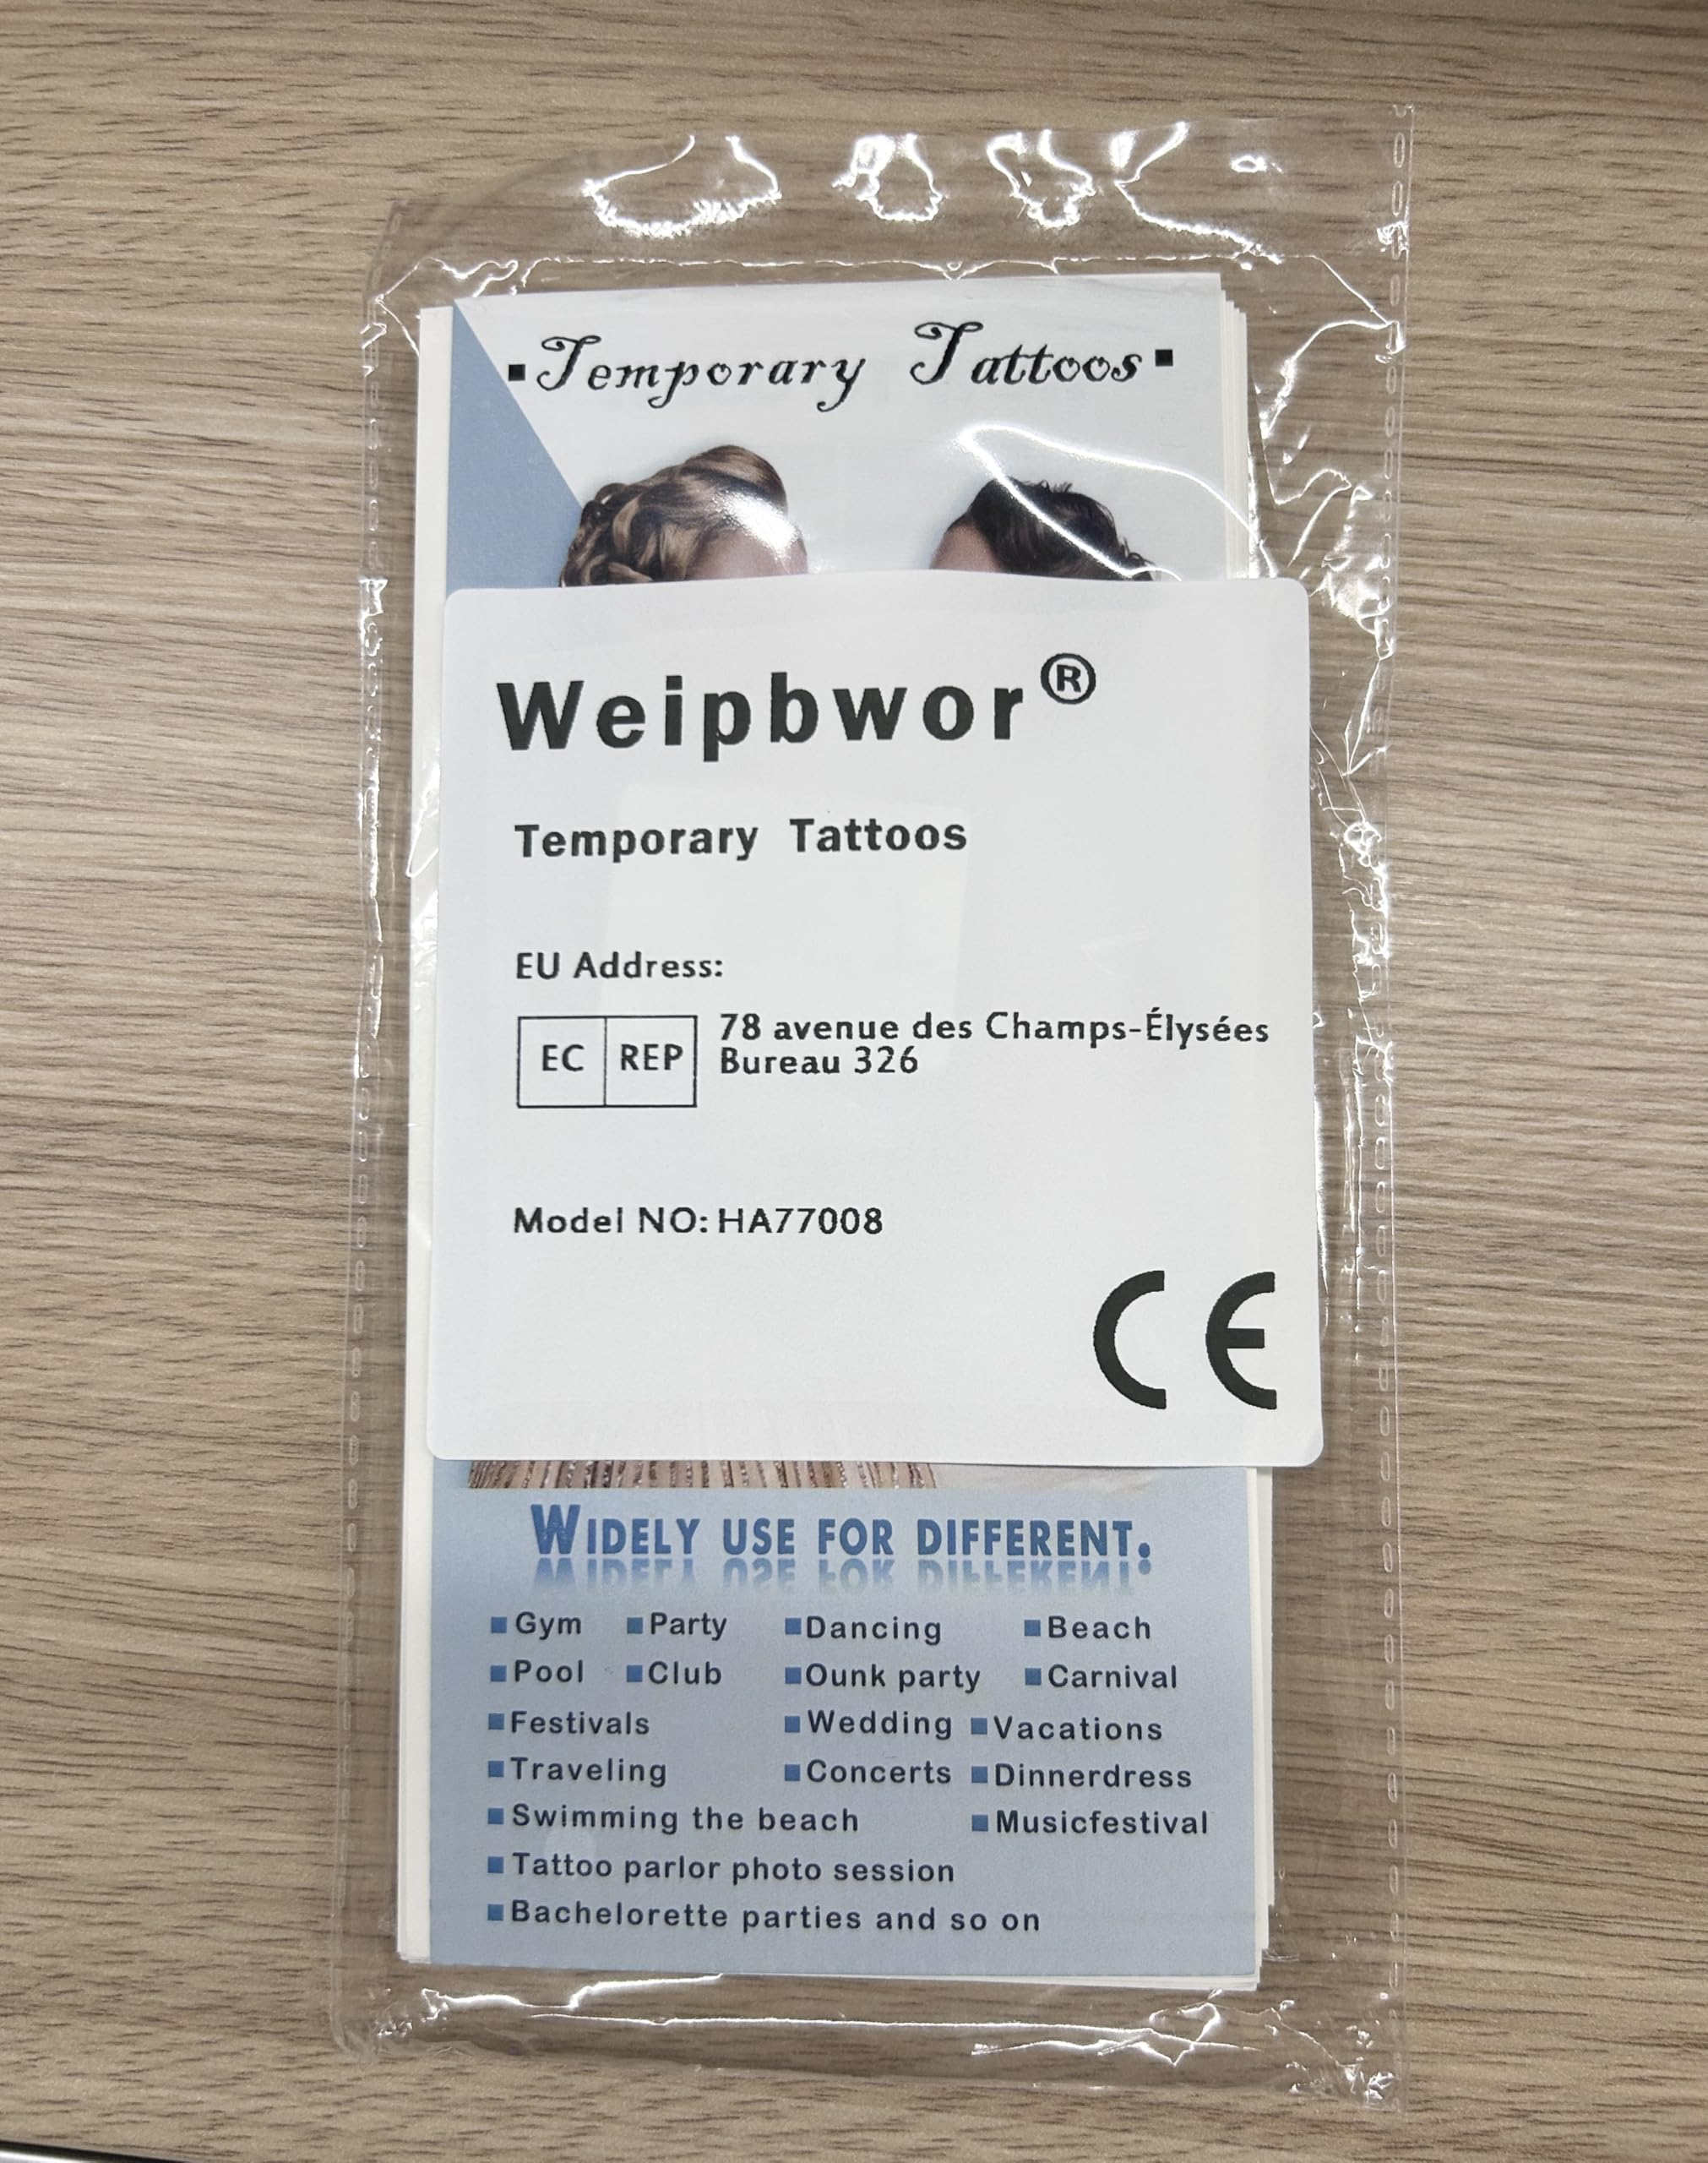 ▪Temporary Tattoos▪
Weipbwor®
Temporary Tattoos
EU Address:
EC REP
78 avenue des Champs-Élysées
Bureau 326
Model NO: HA77008
CE
WIDELY USE FOR DIFFERENT.
▪Gym ▪Party ▪Dancing ▪Beach
▪Pool ▪Club ▪Ounk party ▪Carnival
▪Festivals ▪Wedding ▪Vacations
▪Traveling ▪Concerts ▪Dinnerdress
▪Swimming the beach ▪Musicfestival
▪Tattoo parlor photo session
▪Bachelorette parties and so on